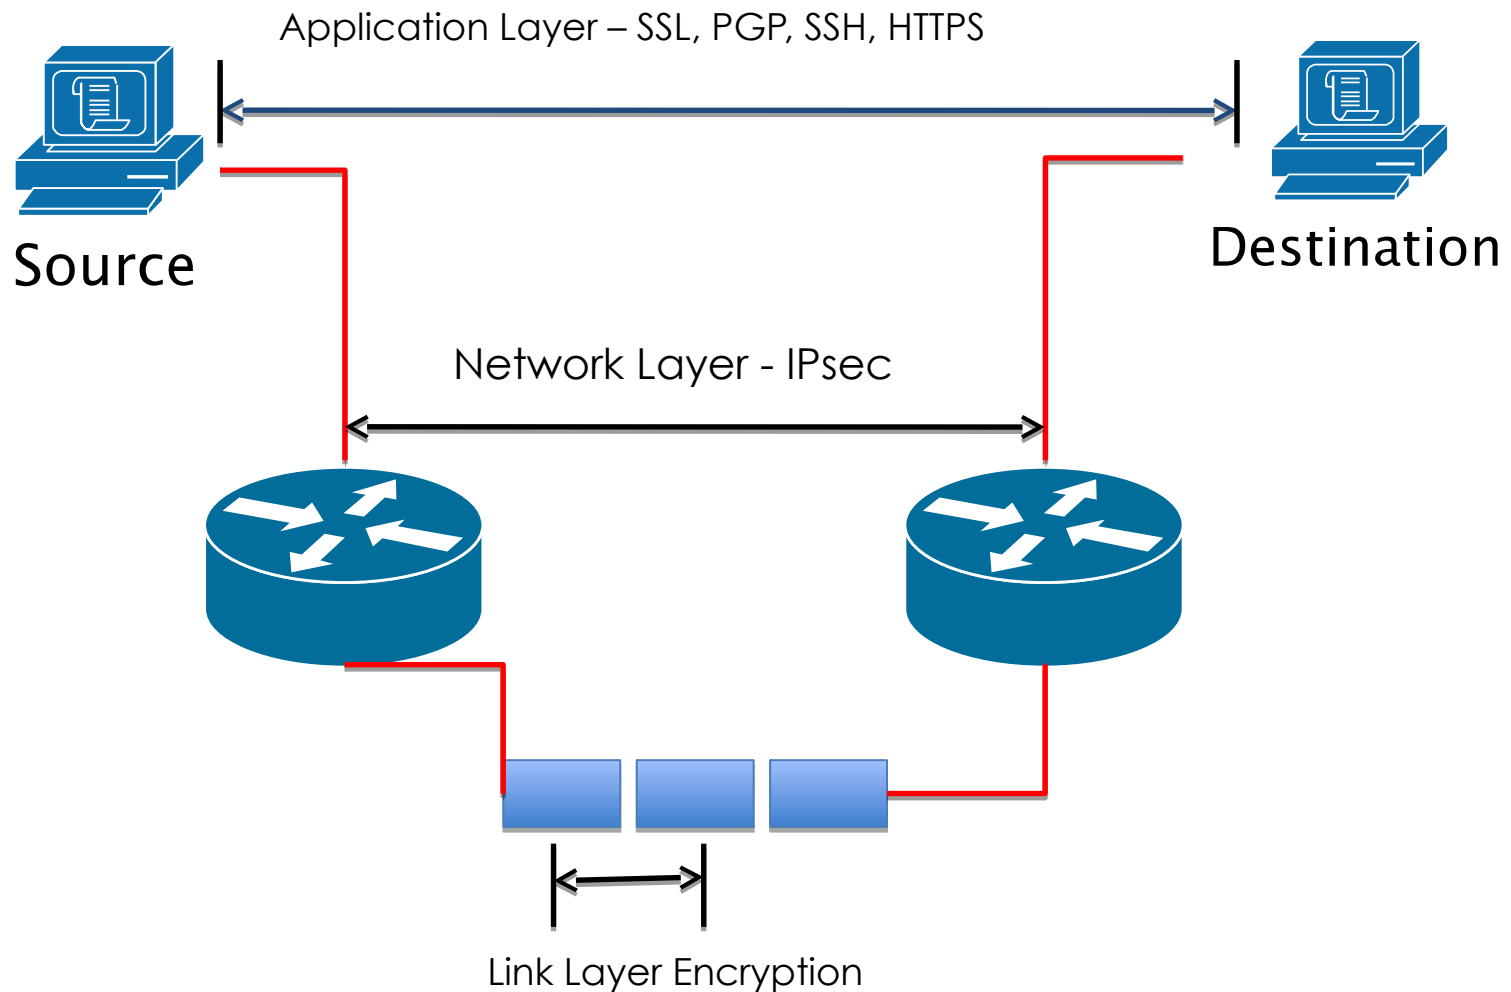 Application Layer – SSL, PGP, SSH, HTTPS
Source
Destination
Network Layer - IPsec
Link Layer Encryption